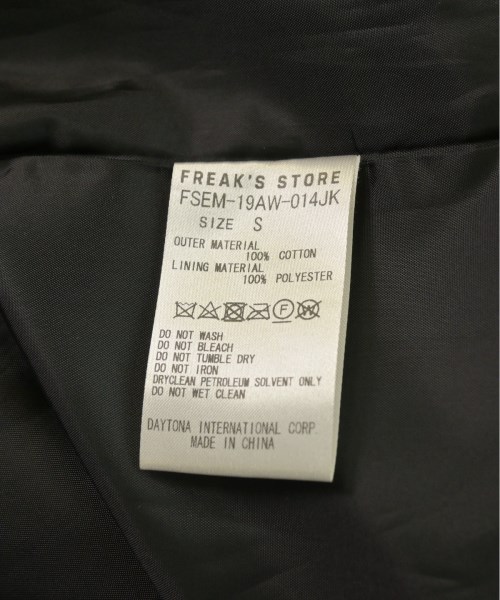 FREAK'S STORE
FSEM-19AW-014JK
SIZE S
OUTER MATERIAL
100% COTTON
LINING MATERIAL
100% POLYESTER
F W
DO NOT WASH
DO NOT BLEACH
DO NOT TUMBLE DRY
DO NOT IRON
DRYCLEAN PETROLEUM SOLVENT ONLY
DO NOT WET CLEAN
DAYTONA INTERNATIONAL CORP.
MADE IN CHINA